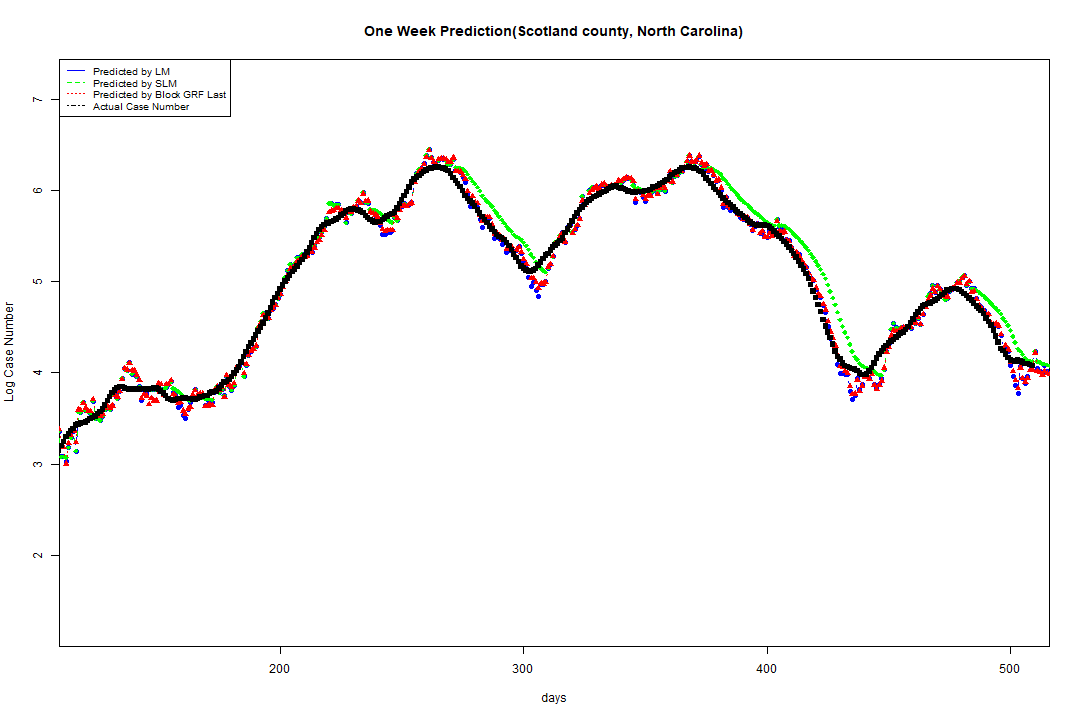 One Week Prediction(Scotland county, North Carolina)
Predicted by LM
Predicted by SLM
Predicted by Block GRF Last
Actual Case Number
7
6
5
4
3
2
Log Case Number
200 300 400 500
days